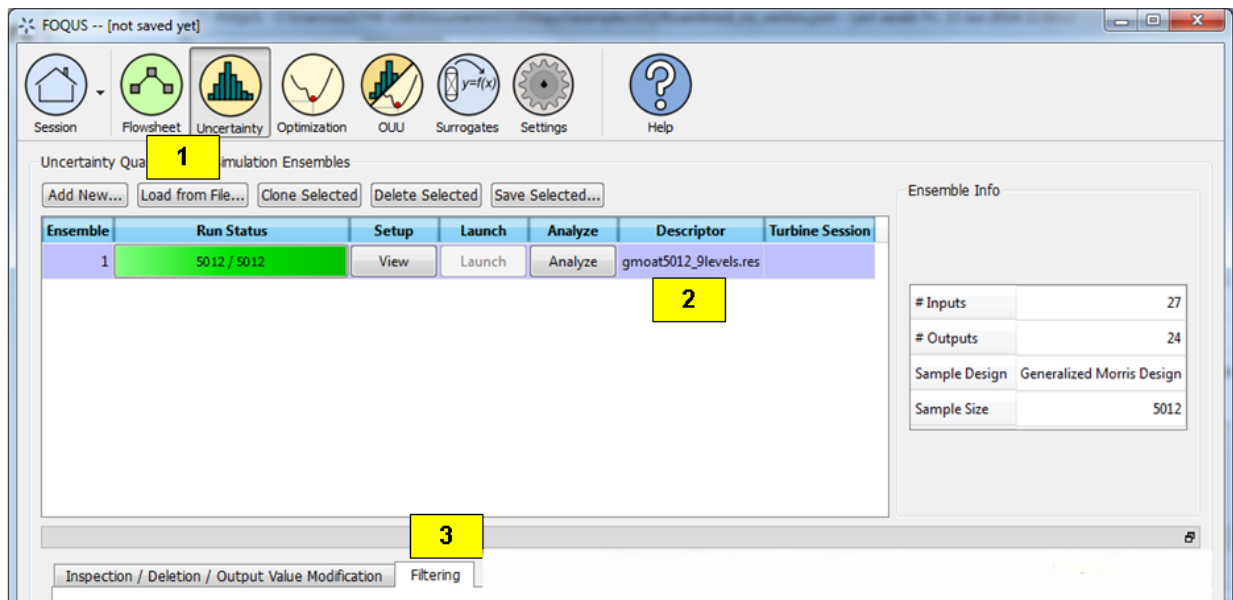 FOQUS -- [not saved yet]
Session
Flowsheet
Uncertainty
Optimization
OUU
y=f(x)
Surrogates
Settings
Help
1
Uncertainty Qua imulation Ensembles
Add New... Load from File... Clone Selected Delete Selected Save Selected...
Ensemble Run Status Setup Launch Analyze Descriptor Turbine Session
1 5012 / 5012 View Launch Analyze gmoat5012_9levels.res
2
Ensemble Info
# Inputs 27
# Outputs 24
Sample Design Generalized Morris Design
Sample Size 5012
3
Inspection / Deletion / Output Value Modification Filtering